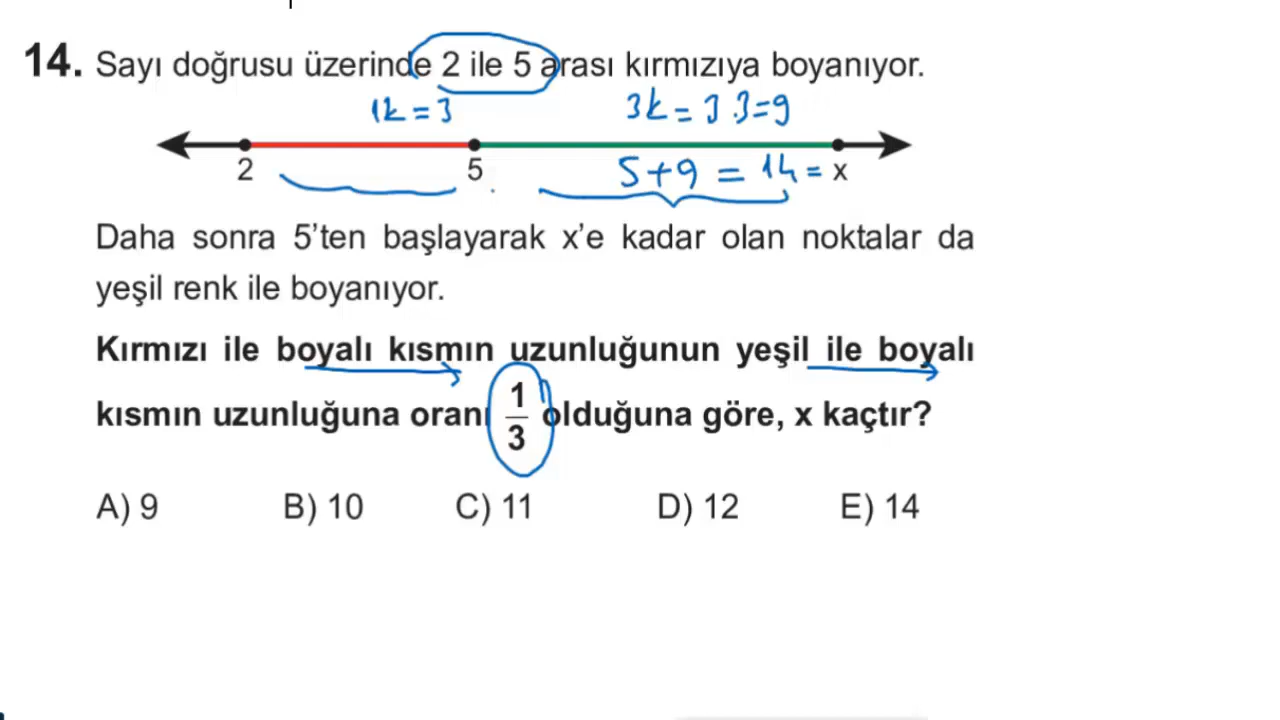 14. Sayı doğrusu üzerinde 2 ile 5 arası kırmızıya boyanıyor.
1k = 3 3k = 3.3=9
2 5 5+9 = 14 = x
Daha sonra 5’ten başlayarak x’e kadar olan noktalar da
yeşil renk ile boyanıyor.
Kırmızı ile boyalı kısmın uzunluğunun yeşil ile boyalı
kısmın uzunluğuna oranı 1/3 olduğuna göre, x kaçtır?
A) 9 B) 10 C) 11 D) 12 E) 14